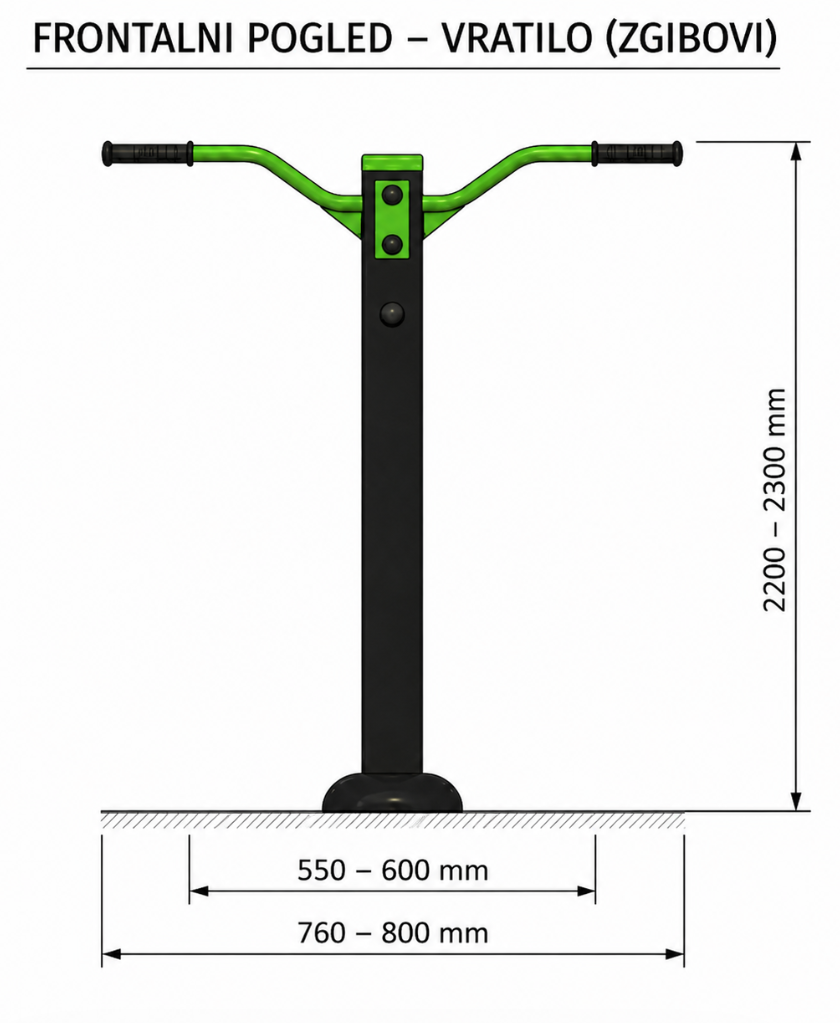 FRONTALNI POGLED – VRATILO (ZGIBOVI)
2200 – 2300 mm
550 – 600 mm
760 – 800 mm